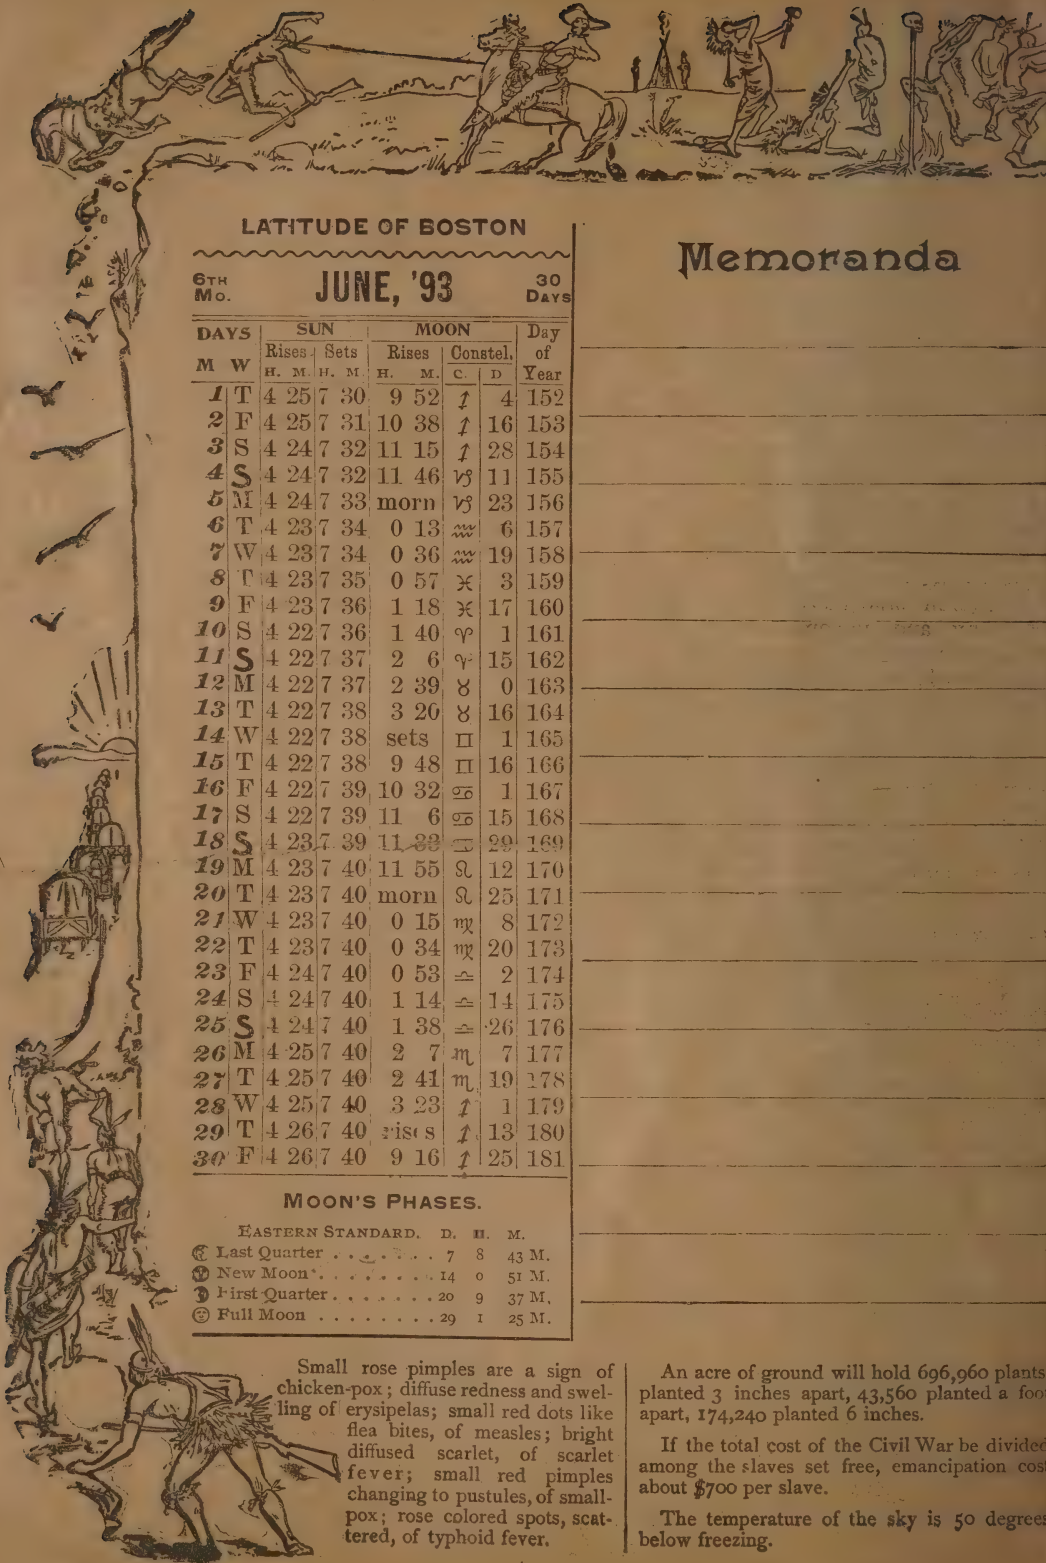 LATITUDE OF BOSTON
6TH MO. JUNE, '93 30 DAYS
DAYS SUN MOON Day of Year
M W Rises Sets Rises Constel.
H. M. H. M. H. M. C. D
1 T 4 25 7 30 9 52 ♐ 4 152
2 F 4 25 7 31 10 38 ♐ 16 153
3 S 4 24 7 32 11 15 ♐ 28 154
4 S 4 24 7 32 11 46 ♑ 11 155
5 M 4 24 7 33 morn ♑ 23 156
6 T 4 23 7 34 0 13 ♒ 6 157
7 W 4 23 7 34 0 36 ♒ 19 158
8 T 4 23 7 35 0 57 ♓ 3 159
9 F 4 23 7 36 1 18 ♓ 17 160
10 S 4 22 7 36 1 40 ♈ 1 161
11 S 4 22 7 37 2 6 ♈ 15 162
12 M 4 22 7 37 2 39 ♉ 0 163
13 T 4 22 7 38 3 20 ♉ 16 164
14 W 4 22 7 38 sets ♊ 1 165
15 T 4 22 7 38 9 48 ♊ 16 166
16 F 4 22 7 39 10 32 ♋ 1 167
17 S 4 22 7 39 11 6 ♋ 15 168
18 S 4 23 7 39 11 33 ♋ 29 169
19 M 4 23 7 40 11 55 ♌ 12 170
20 T 4 23 7 40 morn ♌ 25 171
21 W 4 23 7 40 0 15 ♍ 8 172
22 T 4 23 7 40 0 34 ♍ 20 173
23 F 4 24 7 40 0 53 ♎ 2 174
24 S 4 24 7 40 1 14 ♎ 14 175
25 S 4 24 7 40 1 38 ♎ 26 176
26 M 4 25 7 40 2 7 ♏ 7 177
27 T 4 25 7 40 2 41 ♏ 19 178
28 W 4 25 7 40 3 23 ♐ 1 179
29 T 4 26 7 40 rises ♐ 13 180
30 F 4 26 7 40 9 16 ♐ 25 181
MOON'S PHASES.
EASTERN STANDARD. D. H. M.
Last Quarter . . . . . . . 7 8 43 M.
New Moon . . . . . . . . 14 0 51 M.
First Quarter . . . . . . . 20 9 37 M.
Full Moon . . . . . . . . 29 1 25 M.
Memoranda
Small rose pimples are a sign of
chicken-pox; diffuse redness and swel-
ling of erysipelas; small red dots like
flea bites, of measles; bright
diffused scarlet, of scarlet
fever; small red pimples
changing to pustules, of small-
pox; rose colored spots, scat-
tered, of typhoid fever.
An acre of ground will hold 696,960 plants
planted 3 inches apart, 43,560 planted a foo
apart, 174,240 planted 6 inches.
If the total cost of the Civil War be divided
among the slaves set free, emancipation cost
about $700 per slave.
The temperature of the sky is 50 degrees
below freezing.